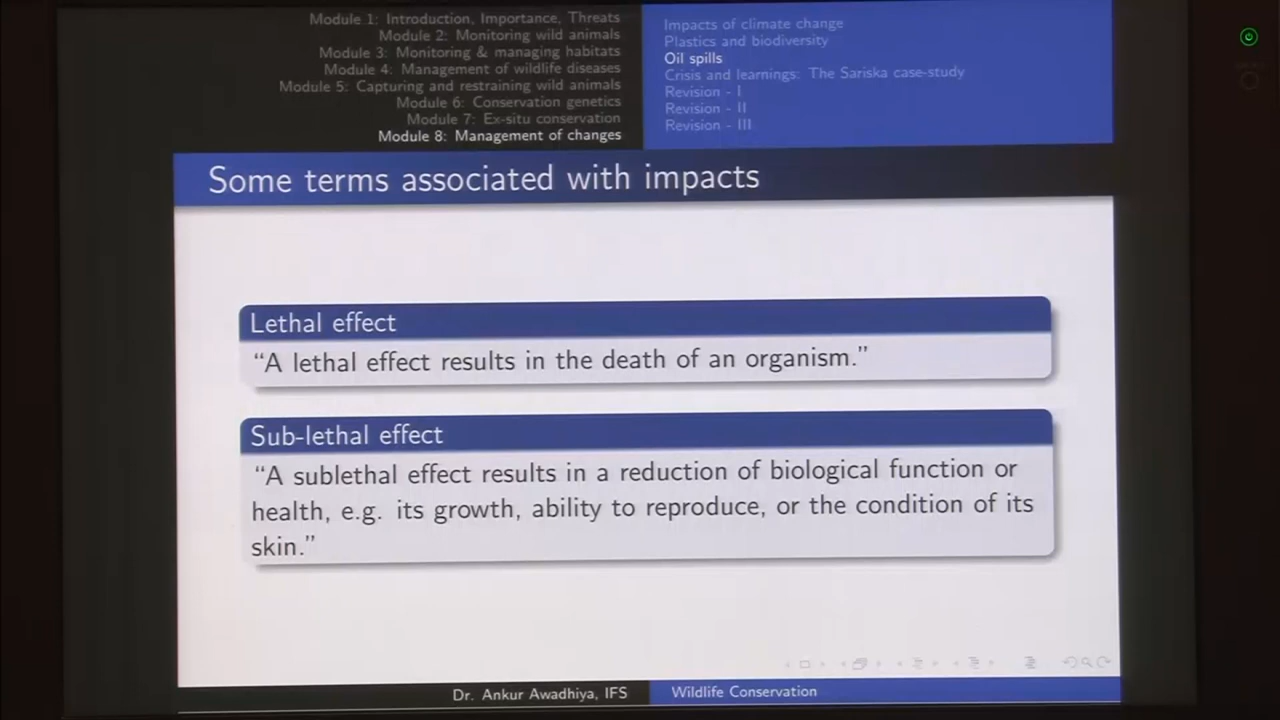 Module 1: Introduction, Importance, Threats
Module 2: Monitoring wild animals
Module 3: Monitoring & managing habitats
Module 4: Management of wildlife diseases
Module 5: Capturing and restraining wild animals
Module 6: Conservation genetics
Module 7: Ex-situ conservation
Module 8: Management of changes
Impacts of climate change
Plastics and biodiversity
Oil spills
Crisis and learnings: The Sariska case-study
Revision - I
Revision - II
Revision - III
Some terms associated with impacts
Lethal effect
“A lethal effect results in the death of an organism.”
Sub-lethal effect
“A sublethal effect results in a reduction of biological function or
health, e.g. its growth, ability to reproduce, or the condition of its
skin.”
Dr. Ankur Awadhiya, IFS
Wildlife Conservation